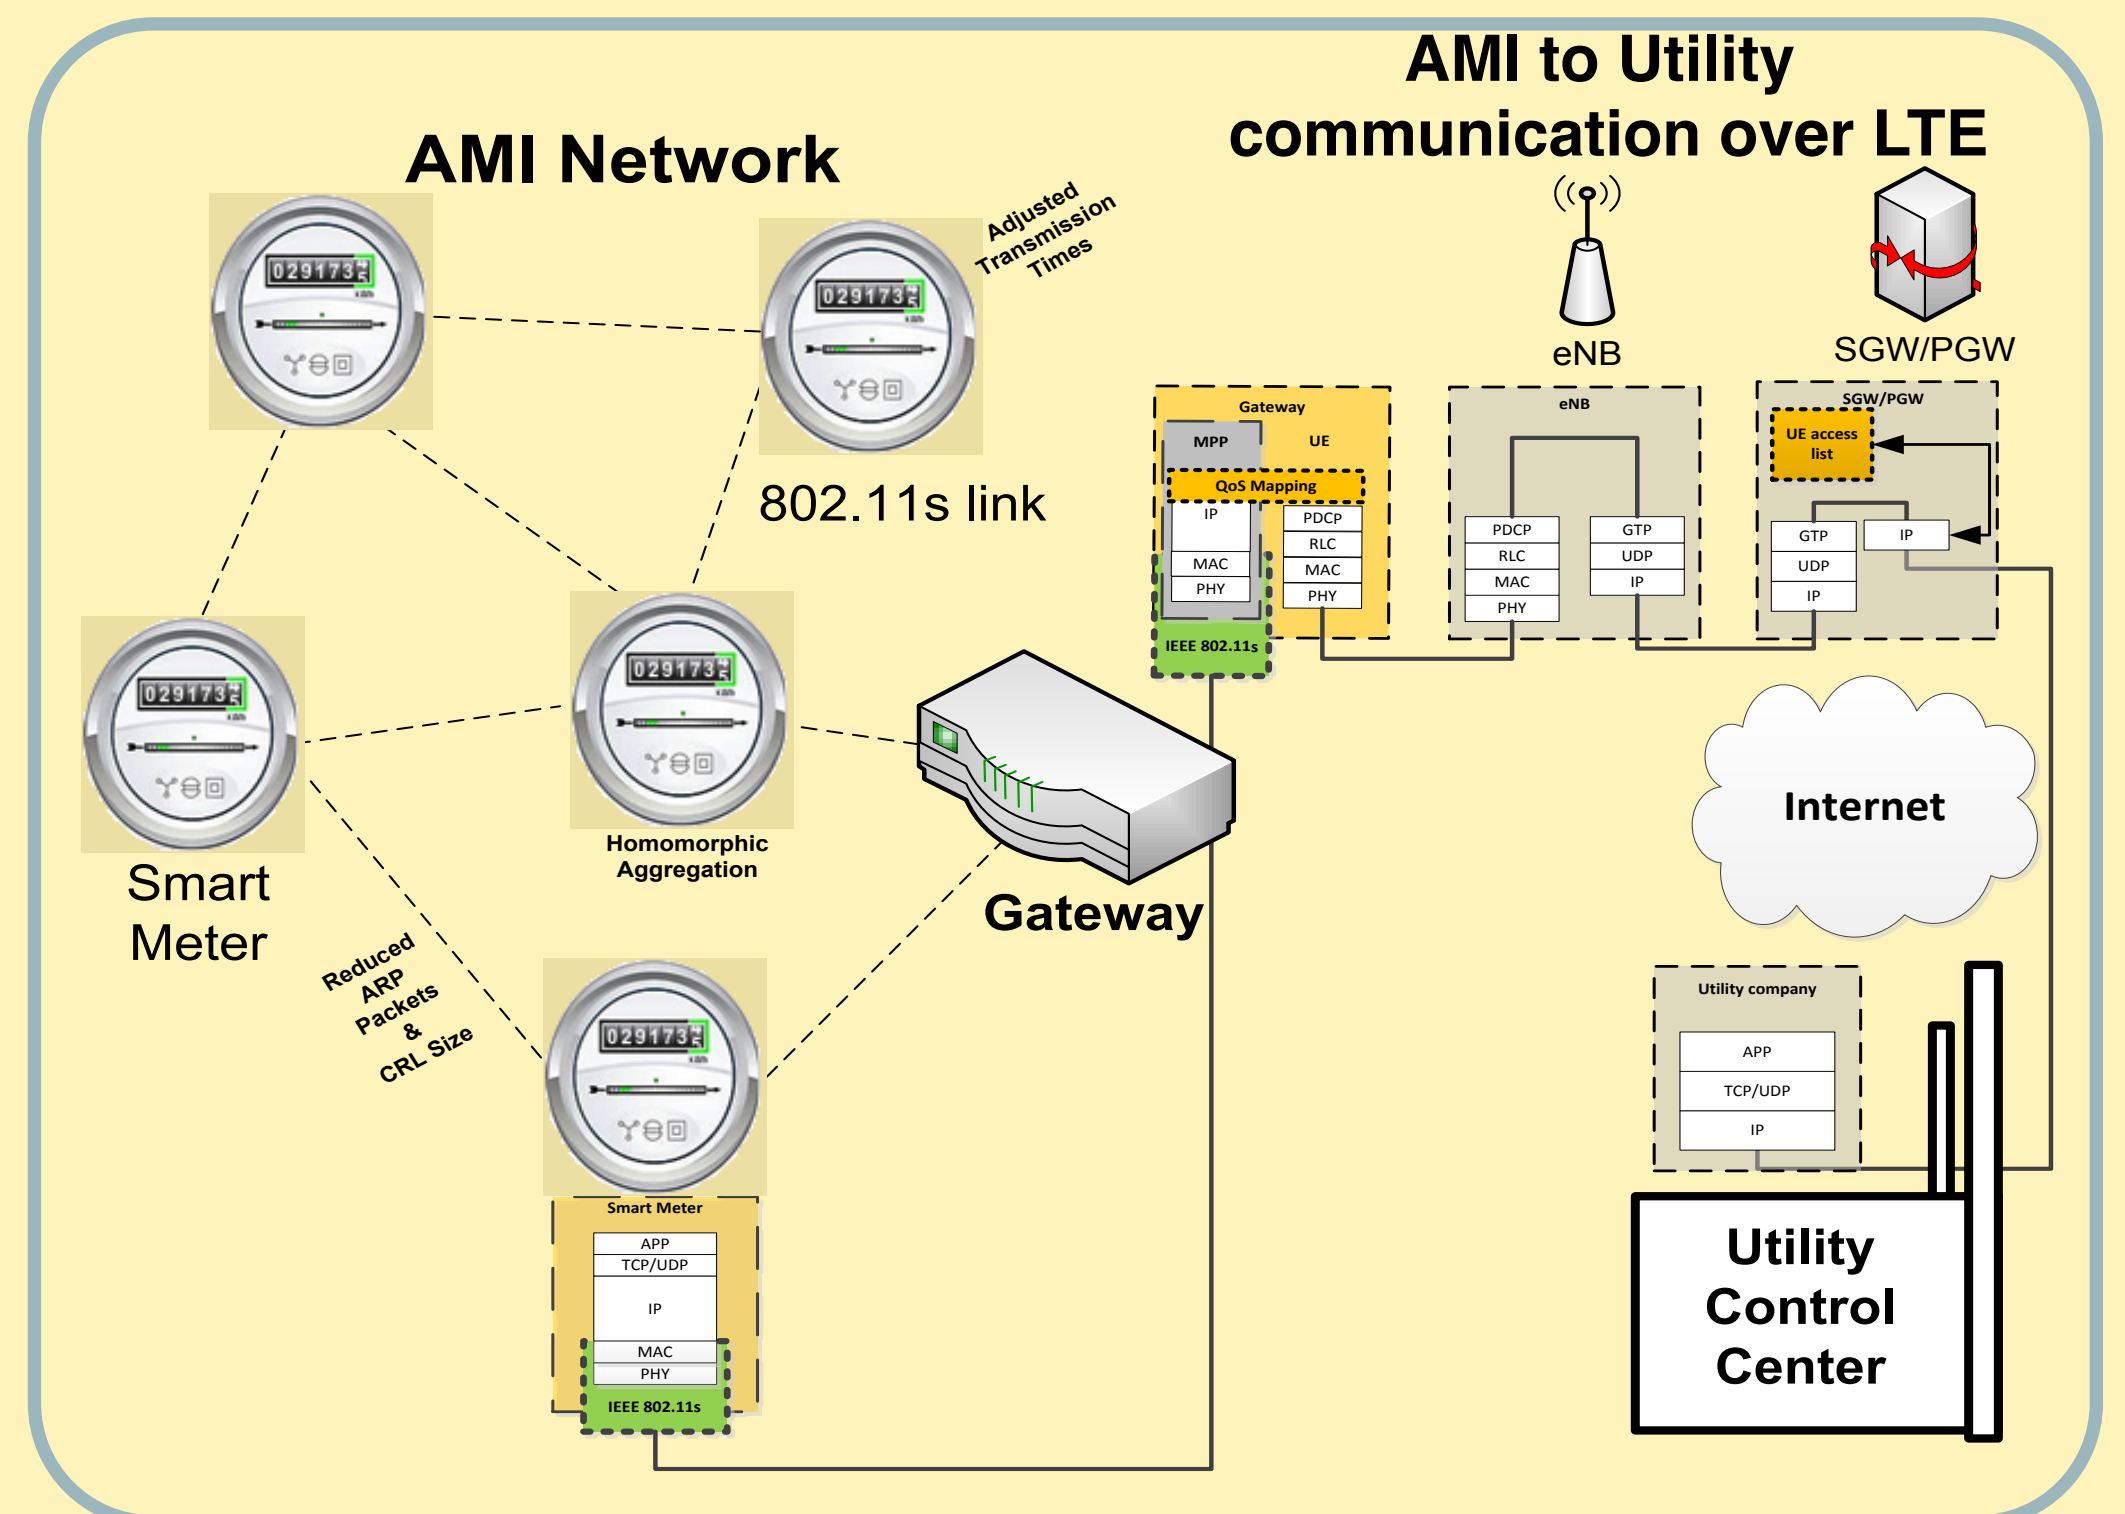 AMI to Utility
communication over LTE
AMI Network
Adjusted
Transmission
Times
029173
029173
802.11s link
eNB
SGW/PGW
Gateway
MPP
UE
QoS Mapping
IP
MAC
PHY
PDCP
RLC
MAC
PHY
IEEE 802.11s
eNB
PDCP
RLC
MAC
PHY
GTP
UDP
IP
SGW/PGW
UE access
list
GTP
UDP
IP
IP
029173
029173
Homomorphic
Aggregation
Smart
Meter
Gateway
Internet
Reduced
ARP
Packets
&
CRL Size
029173
Smart Meter
APP
TCP/UDP
IP
MAC
PHY
IEEE 802.11s
Utility company
APP
TCP/UDP
IP
Utility
Control
Center